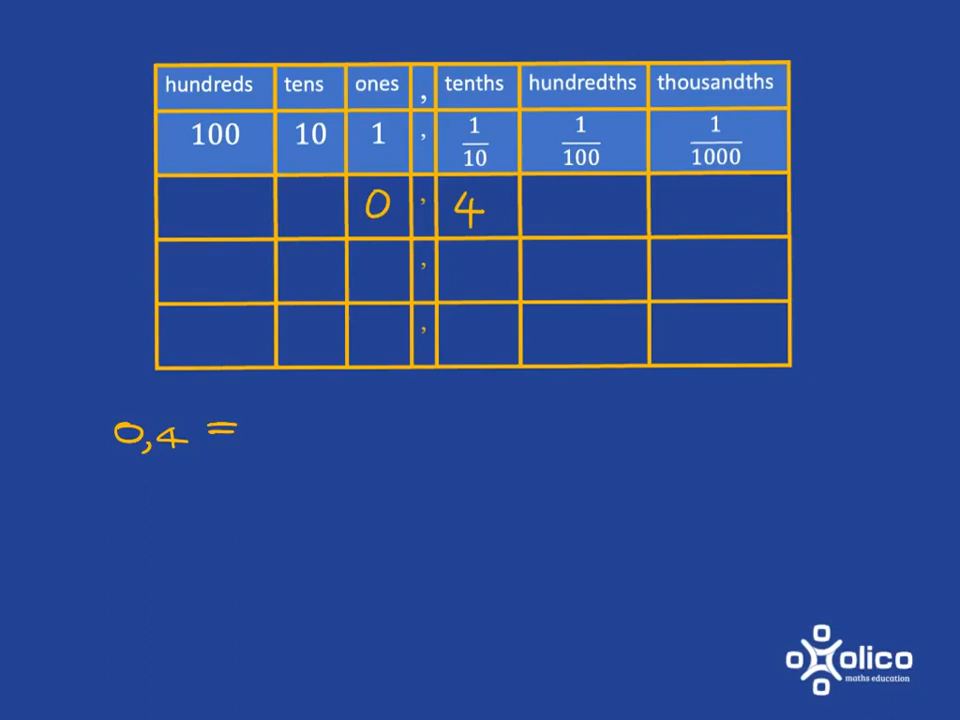 hundreds tens ones , tenths hundredths thousandths
100 10 1 , 1/10 1/100 1/1000
0 , 4
,
,
0,4 =
olico
maths education